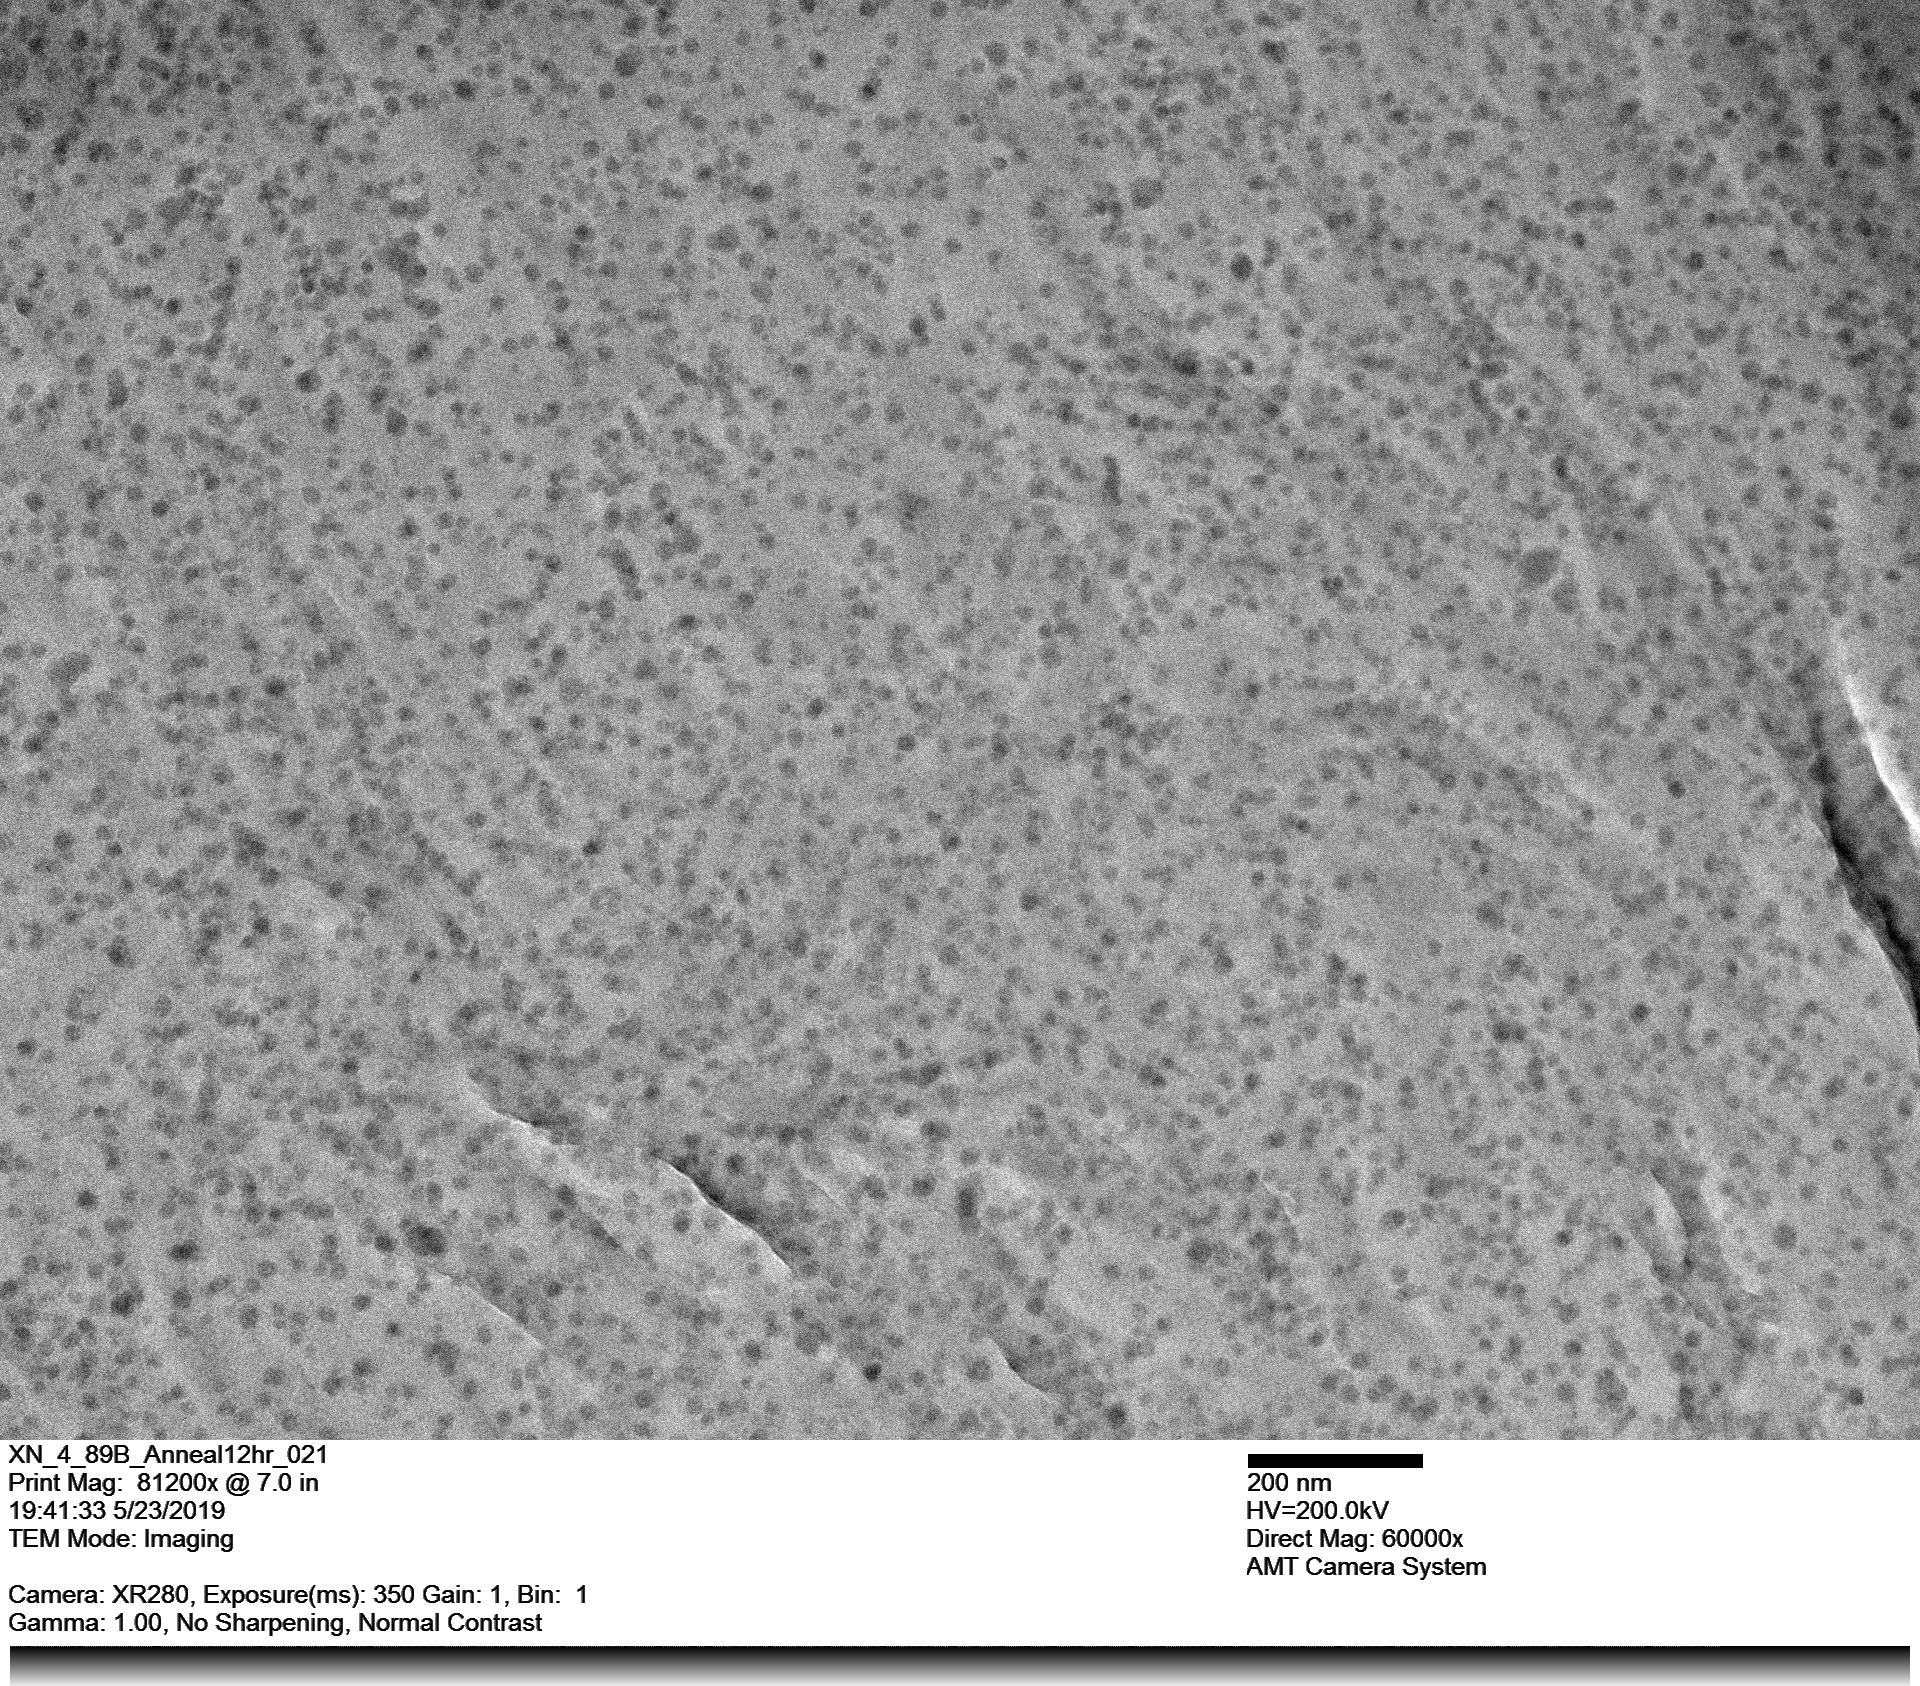 XN_4_89B_Anneal12hr_021
Print Mag:  81200x @ 7.0 in
19:41:33 5/23/2019
TEM Mode: Imaging
Camera: XR280, Exposure(ms): 350 Gain: 1, Bin:  1
Gamma: 1.00, No Sharpening, Normal Contrast
200 nm
HV=200.0kV
Direct Mag: 60000x
AMT Camera System